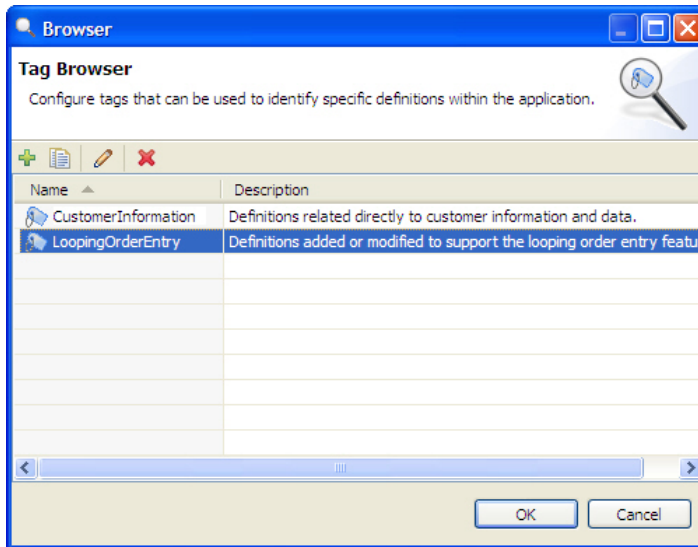 Browser
Tag Browser
Configure tags that can be used to identify specific definitions within the application.
Name Description
CustomerInformation Definitions related directly to customer information and data.
LoopingOrderEntry Definitions added or modified to support the looping order entry featu
OK Cancel